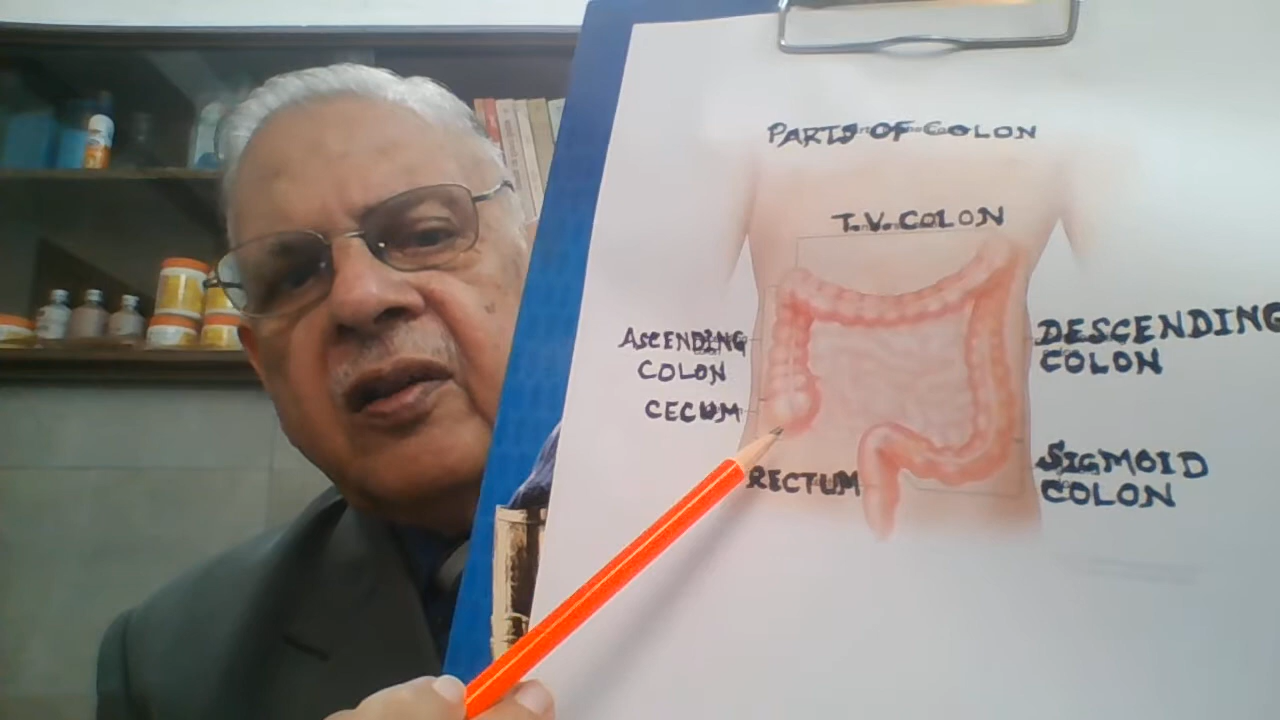 PARTS OF COLON
T.V. COLON
ASCENDING
COLON
CECUM
RECTUM
DESCENDING
COLON
SIGMOID
COLON